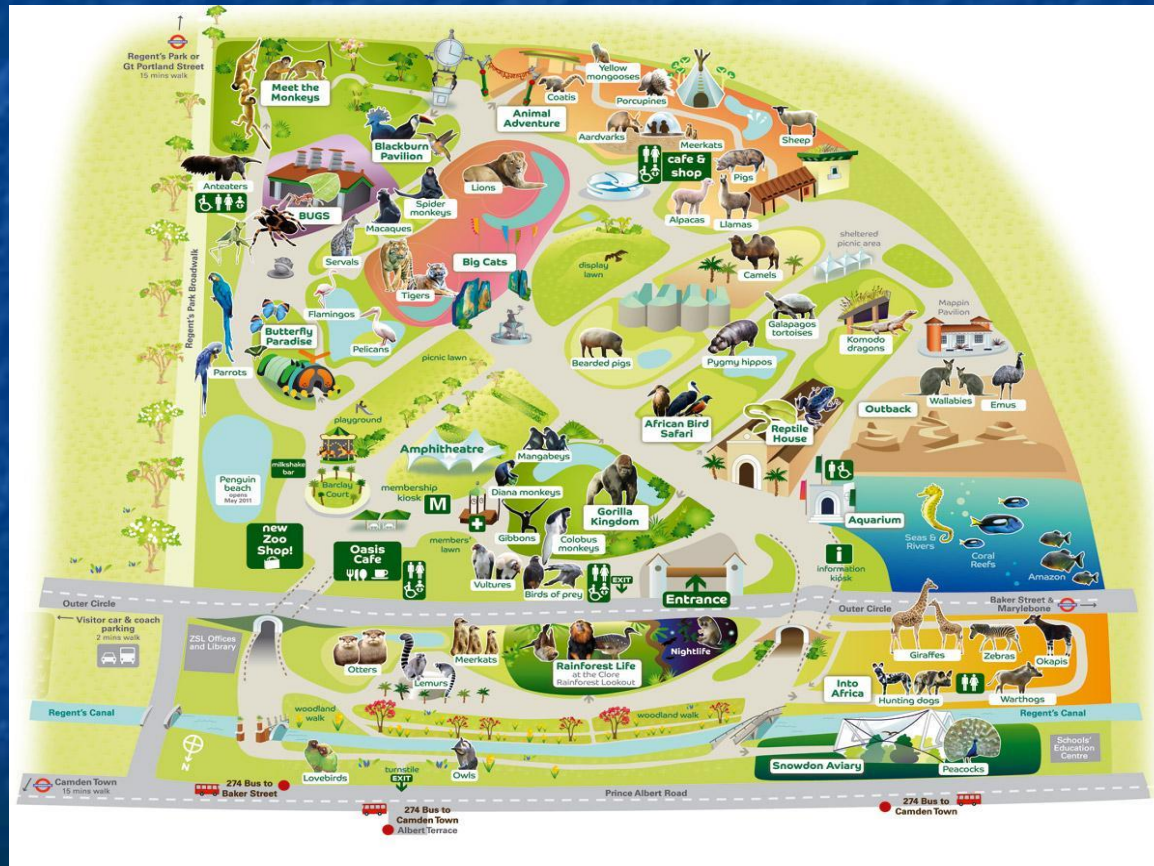 Regent's Park or
Gt Portland Street
15 mins walk
Meet the
Monkeys
Yellow
mongooses
Coatis
Porcupines
Animal
Adventure
Aardvarks
Meerkats
Sheep
Blackburn
Pavilion
Lions
cafe &
shop
Pigs
Anteaters
BUGS
Spider
monkeys
Macaques
Alpacas
Llamas
Servals
Big Cats
display
lawn
Camels
sheltered
picnic area
Tigers
Regent's Park Broadwalk
Flamingos
Butterfly
Paradise
Pelicans
Parrots
Galapagos
tortoises
Komodo
dragons
Mappin
Pavilion
Bearded pigs
Pygmy hippos
picnic lawn
Wallabies
Emus
Outback
African Bird
Safari
Reptile
House
playground
Amphitheatre
Mangabeys
milkshake
bar
Penguin
beach
opens
May 2011
Barclay
Court
membership
kiosk
M
Diana monkeys
Gorilla
Kingdom
Gibbons
Colobus
monkeys
Aquarium
Seas &
Rivers
Coral
Reefs
Amazon
new
Zoo
Shop!
Oasis
Cafe
members'
lawn
Vultures
Birds of prey
EXIT
Entrance
i
information
kiosk
Outer Circle
Outer Circle
Baker Street &
Marylebone
Visitor car & coach
parking
2 mins walk
ZSL Offices
and Library
Otters
Lemurs
Meerkats
Rainforest Life
at the Clore
Rainforest Lookout
Nightlife
Giraffes
Zebras
Okapis
Into
Africa
Hunting dogs
Warthogs
Regent's Canal
woodland
walk
woodland walk
Regent's Canal
N
Lovebirds
turnstile
EXIT
Owls
Snowdon Aviary
Peacocks
Schools'
Education
Centre
Camden Town
15 mins walk
274 Bus to
Baker Street
Prince Albert Road
274 Bus to
Camden Town
Albert Terrace
274 Bus to
Camden Town